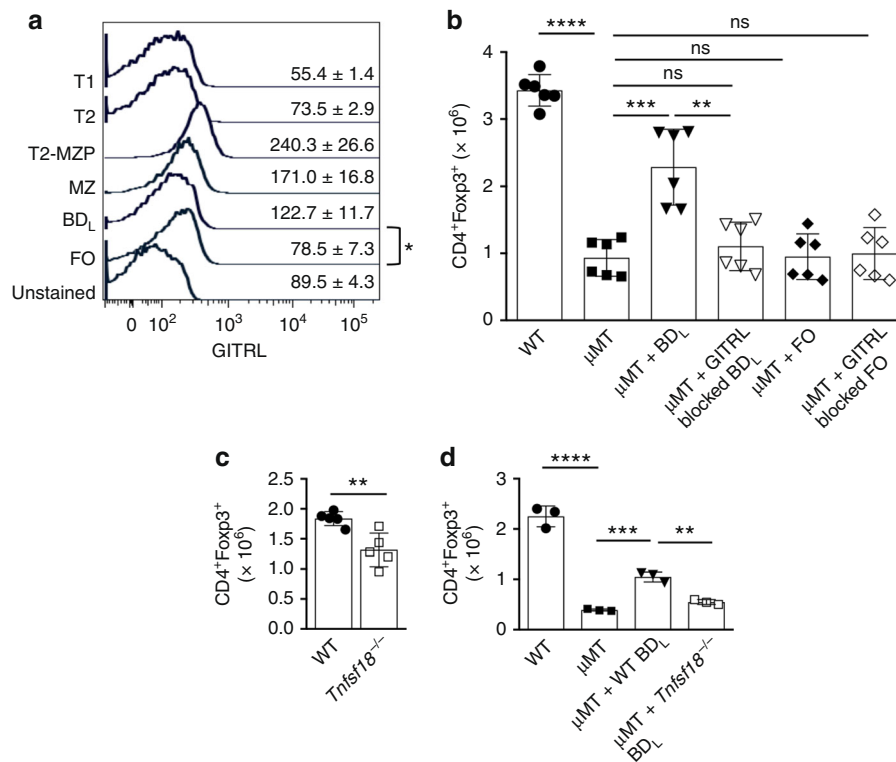 a
T1
55.4 ± 1.4
T2
73.5 ± 2.9
T2-MZP
240.3 ± 26.6
MZ
171.0 ± 16.8
BDL
122.7 ± 11.7
FO
78.5 ± 7.3
*
Unstained
89.5 ± 4.3
0 10² 10³ 10⁴ 10⁵
GITRL
b
ns
ns
ns
****
***
**
4
3
2
1
0
CD4⁺Foxp3⁺ (× 10⁶)
WT
μMT
μMT + BDL
μMT + GITRL
blocked BDL
μMT + FO
μMT + GITRL
blocked FO
c
**
2.5
2.0
1.5
1.0
0.5
0.0
CD4⁺Foxp3⁺
(× 10⁶)
WT
Tnfsf18⁻/⁻
d
****
***
**
3
2
1
0
CD4⁺Foxp3⁺
(× 10⁶)
WT
μMT
μMT + WT BDL
μMT + Tnfsf18⁻/⁻
BDL